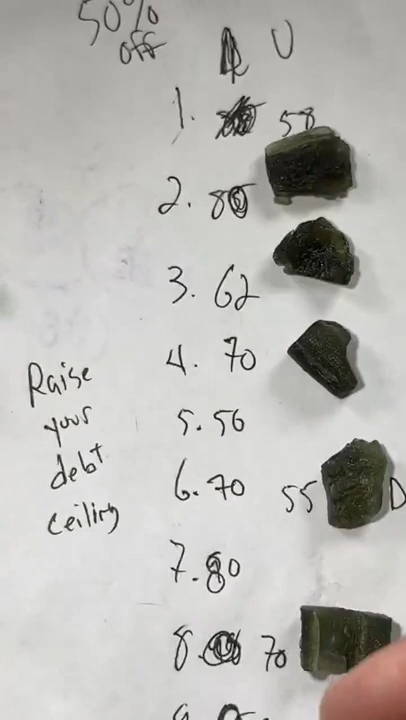 50%
off
U
1. 58
2. 80
3. 62
4. 70
5. 56
6. 70 55 D
7. 80
8. 70
9.
Raise
your
debt
ceiling